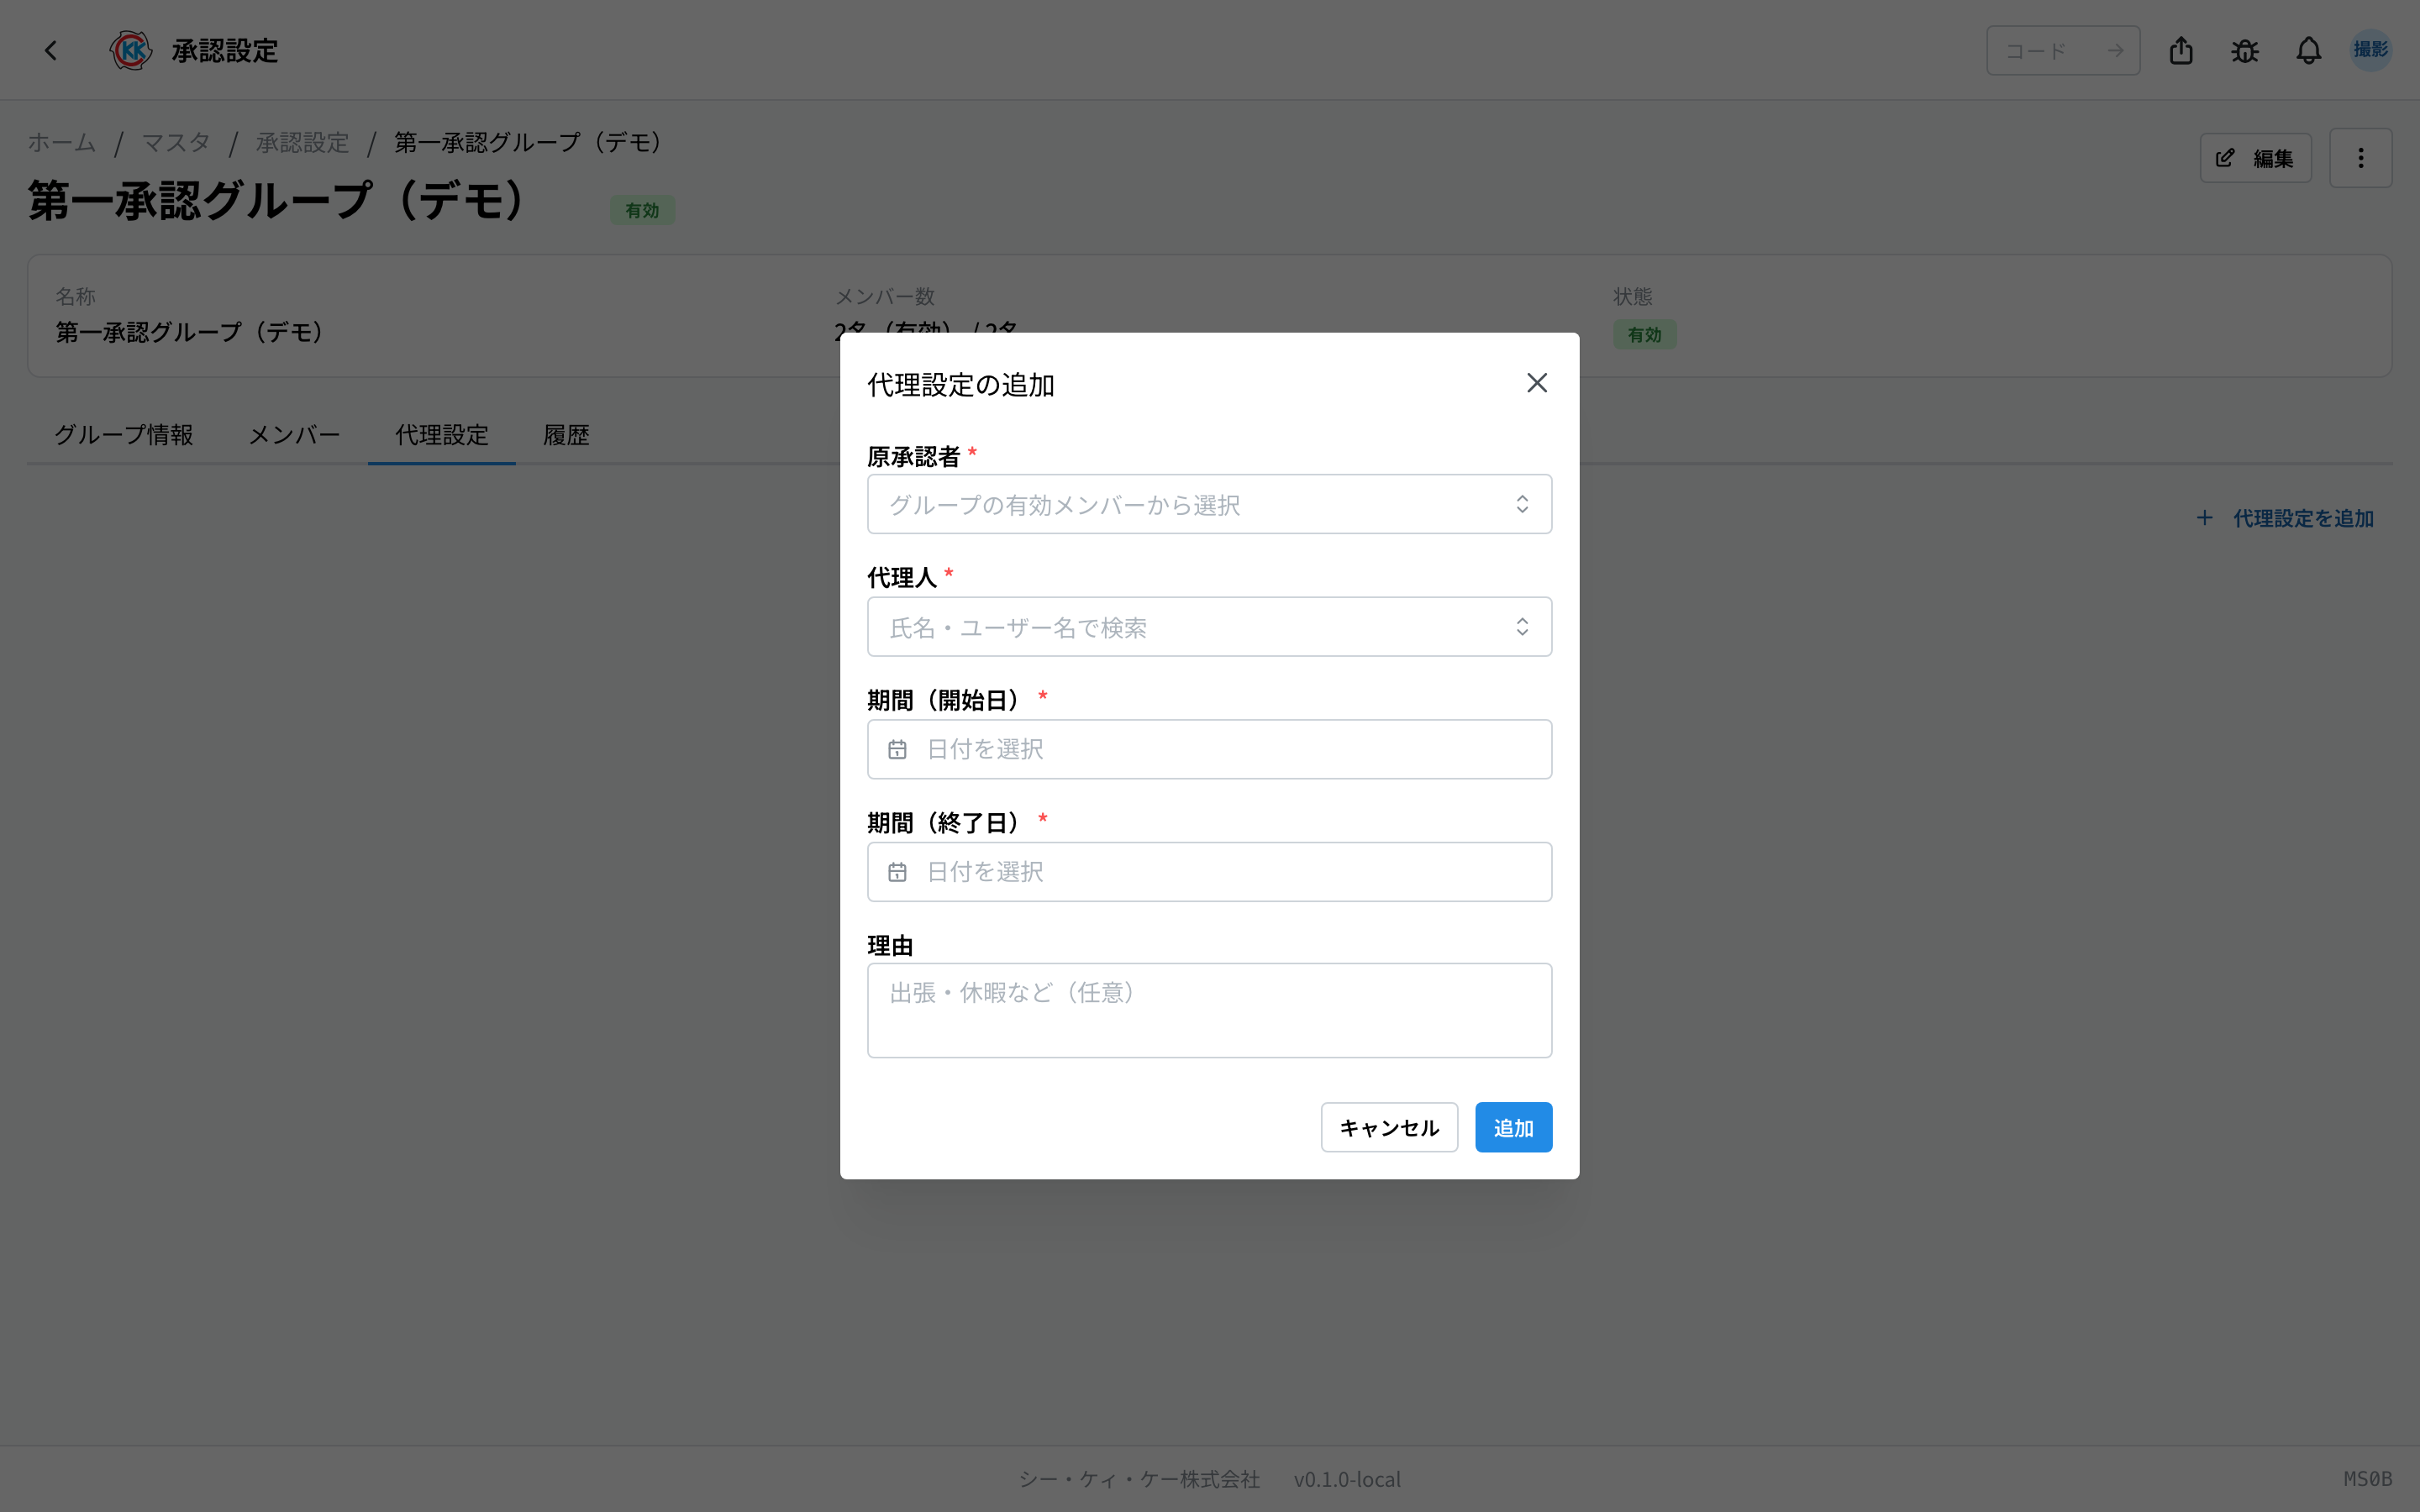 承認設定
コード
撮影
ホーム / マスタ / 承認設定 / 第一承認グループ（デモ）
編集
第一承認グループ（デモ）
有効
名称
メンバー数
状態
第一承認グループ（デモ）
2名（有効） / 2名
有効
グループ情報
メンバー
代理設定
履歴
代理設定を追加
代理設定の追加
原承認者 *
グループの有効メンバーから選択
代理人 *
氏名・ユーザー名で検索
期間（開始日） *
日付を選択
期間（終了日） *
日付を選択
理由
出張・休暇など（任意）
キャンセル
追加
シー・ケィ・ケー株式会社 v0.1.0-local
MS0B